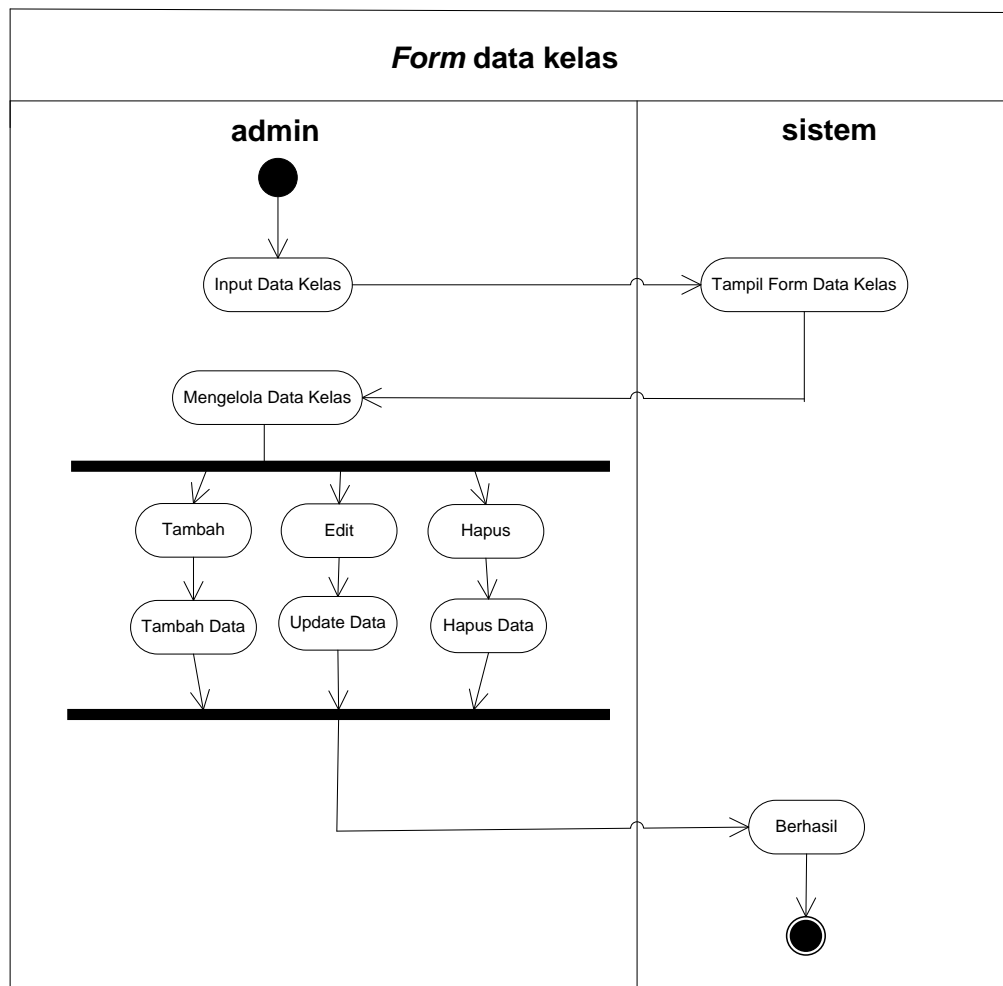 Form data kelas
admin
sistem
Input Data Kelas
Tampil Form Data Kelas
Mengelola Data Kelas
Tambah
Edit
Hapus
Tambah Data
Update Data
Hapus Data
Berhasil